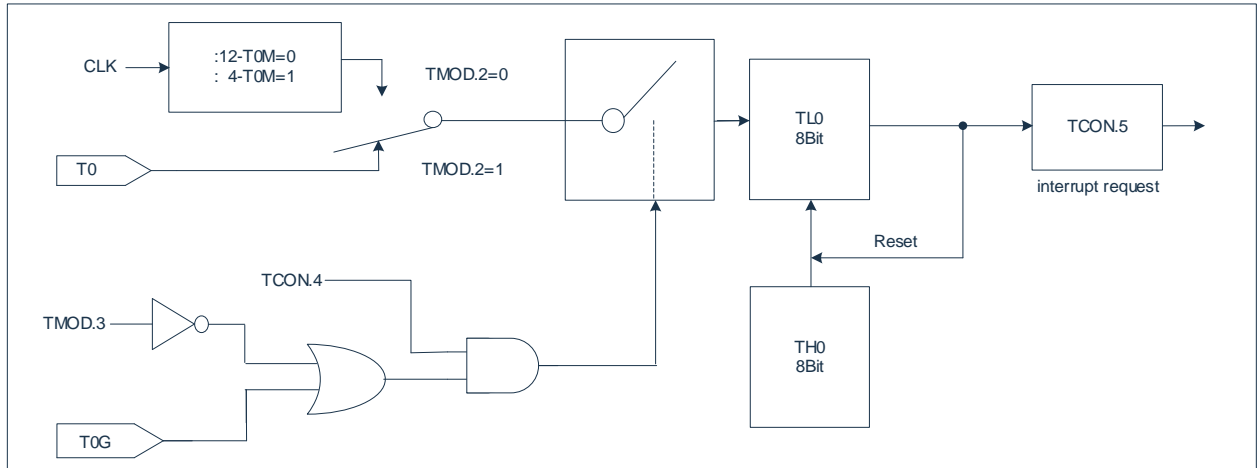 :12-T0M=0
CLK
: 4-T0M=1
TMOD.2=0
T0
TMOD.2=1
TL0
8Bit
TCON.5
interrupt request
Reset
TCON.4
TMOD.3
TH0
8Bit
T0G